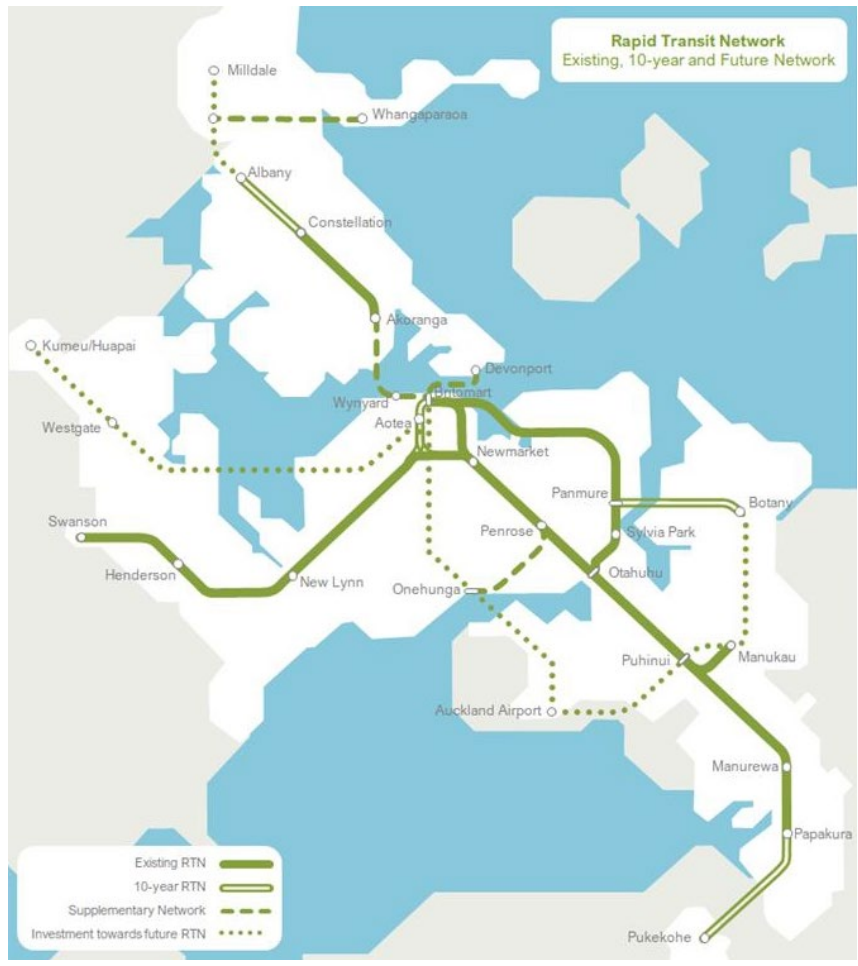 Rapid Transit Network
Existing, 10-year and Future Network
Milldale
Whangaparaoa
Albany
Constellation
Akoranga
Kumeu/Huapai
Devonport
Britomart
Wynyard
Aotea
Westgate
Newmarket
Panmure
Botany
Swanson
Penrose
Sylvia Park
Henderson
New Lynn
Otahuhu
Onehunga
Puhinui
Manukau
Auckland Airport
Manurewa
Papakura
Pukekohe
Existing RTN
10-year RTN
Supplementary Network
Investment towards future RTN